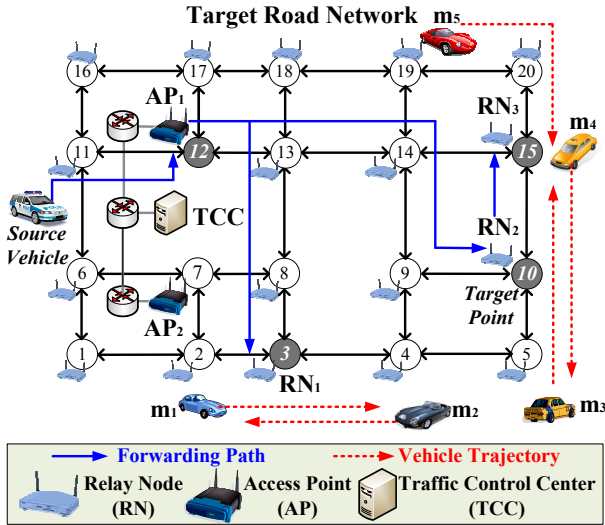 Target Road Network
m5
16
17
18
19
20
AP1
RN3
m4
11
12
13
14
15
Source
Vehicle
TCC
RN2
6
7
8
9
10
Target
Point
AP2
1
2
3
4
5
RN1
m1
m2
m3
Forwarding Path
Vehicle Trajectory
Relay Node
(RN)
Access Point
(AP)
Traffic Control Center
(TCC)